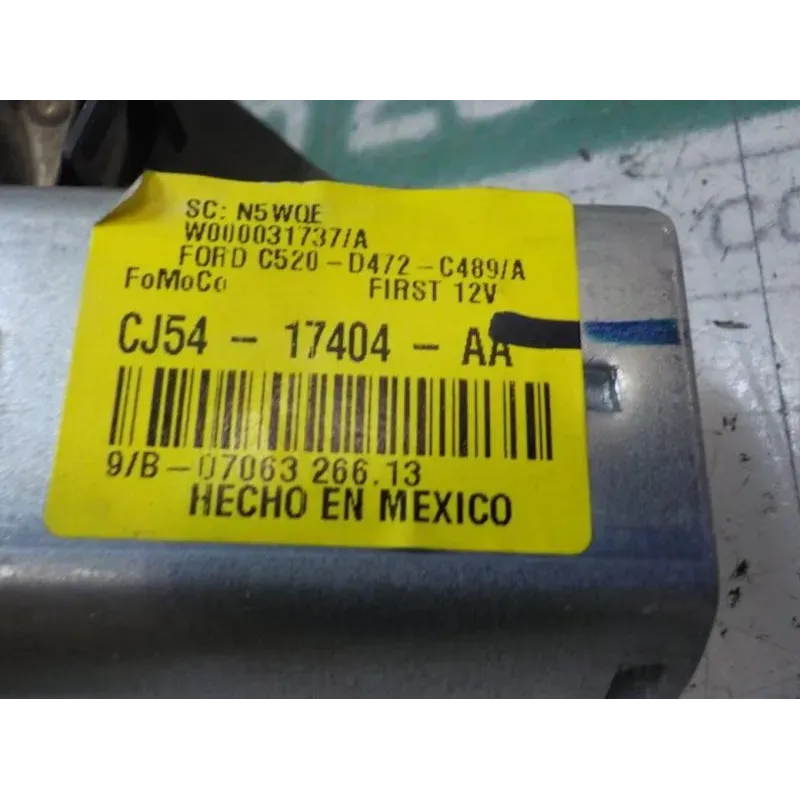 SC: N5WQE
W000031737/A
FORD C520-D472-C489/A
FoMoCo FIRST 12V
CJ54 - 17404 - AA
9/B-07063 266.13
HECHO EN MEXICO